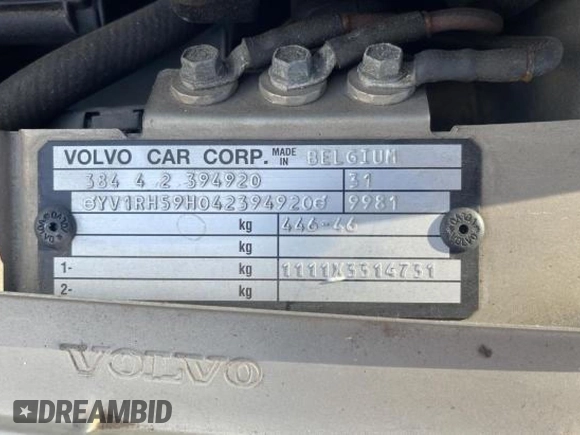 VOLVO CAR CORP. MADE IN BELGIUM
384 4 2 394920 31
YV1RH59H042394920 9981
kg 446-46
kg
1- kg 1111N3314731
2- kg
VOLVO
DREAMBID